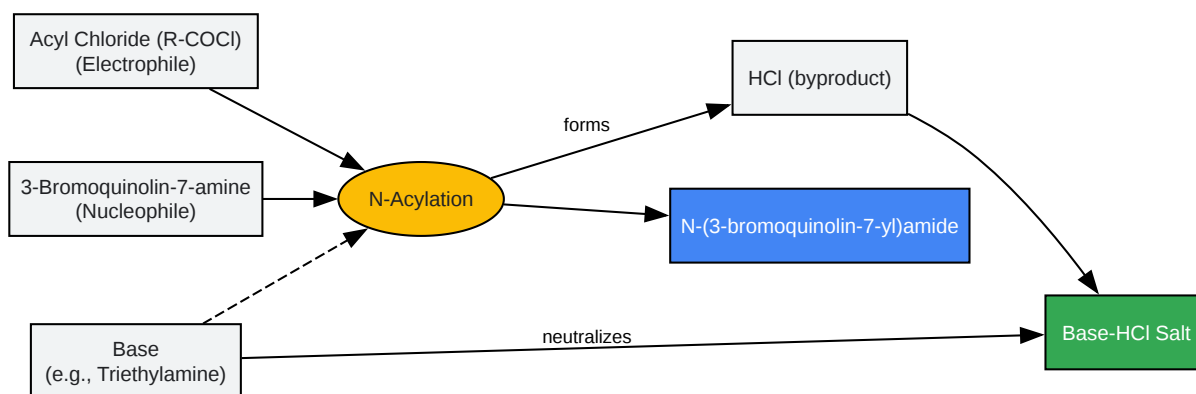 Acyl Chloride (R-COCl)
(Electrophile)
HCl (byproduct)
forms
3-Bromoquinolin-7-amine
(Nucleophile)
N-Acylation
N-(3-bromoquinolin-7-yl)amide
Base
(e.g., Triethylamine)
neutralizes
Base-HCl Salt